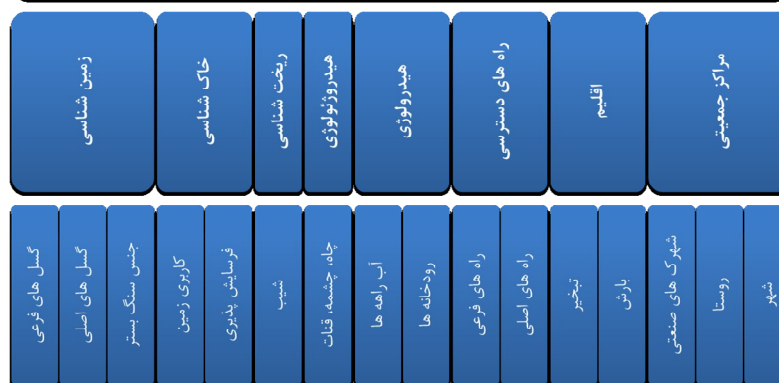 مراکز جمعیتی
اقلیم
راه های دسترسی
هیدرولوژی
هیدروژئولوژی
ریخت شناسی
خاک شناسی
زمین شناسی
شهر
روستا
شهرک های صنعتی
بارش
تبخیر
راه های اصلی
راه های فرعی
رودخانه ها
آب راهه ها
چاه، چشمه، قنات
شیب
فرسایش پذیری
کاربری زمین
جنس سنگ بستر
گسل های اصلی
گسل های فرعی